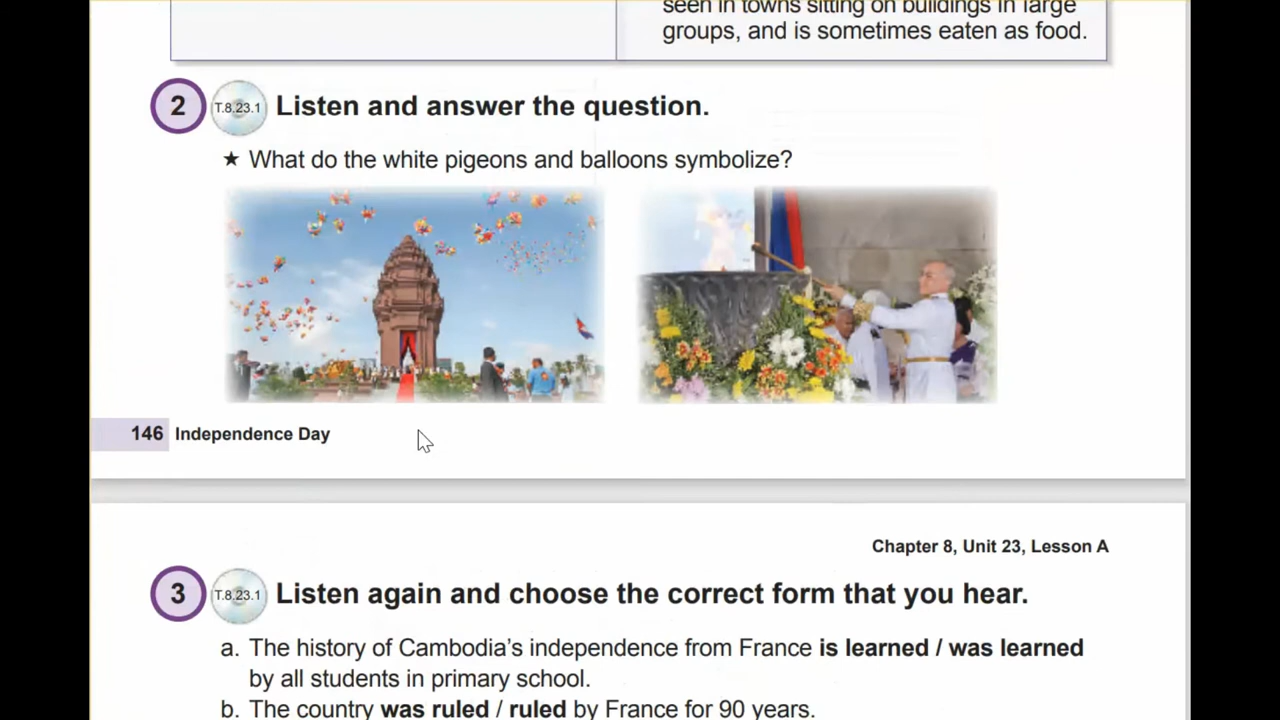 seen in towns sitting on buildings in large
groups, and is sometimes eaten as food.
2 T.8.23.1 Listen and answer the question.
★ What do the white pigeons and balloons symbolize?
146 Independence Day
Chapter 8, Unit 23, Lesson A
3 T.8.23.1 Listen again and choose the correct form that you hear.
a. The history of Cambodia’s independence from France is learned / was learned
by all students in primary school.
b. The country was ruled / ruled by France for 90 years.